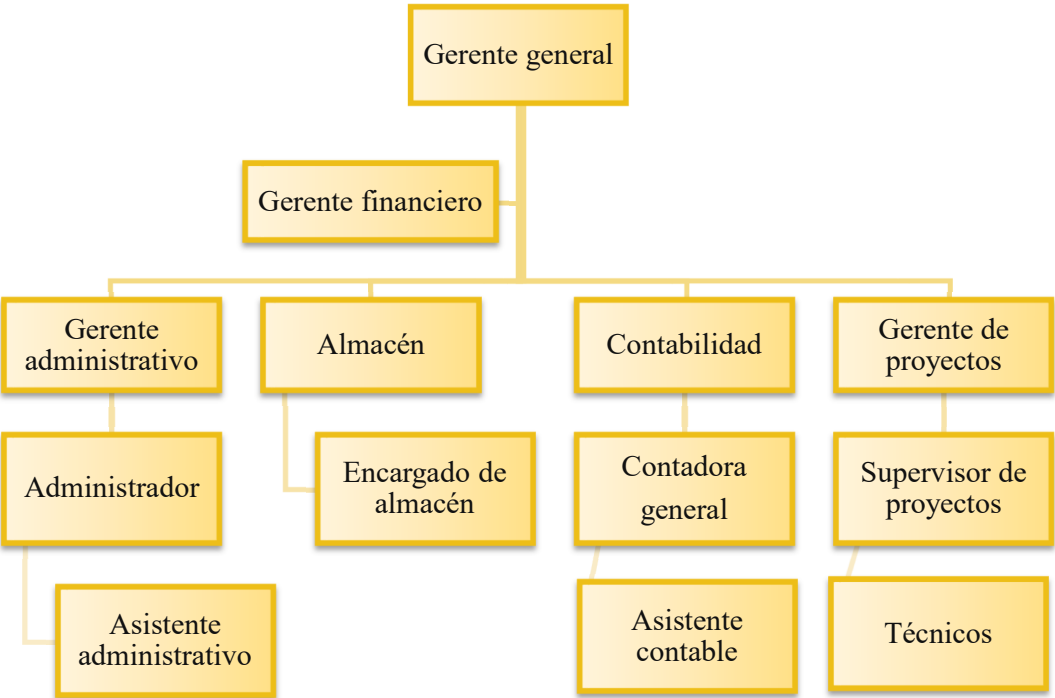 Gerente general
Gerente financiero
Gerente
administrativo
Almacén
Contabilidad
Gerente de
proyectos
Administrador
Encargado de
almacén
Contadora
general
Supervisor de
proyectos
Asistente
administrativo
Asistente
contable
Técnicos